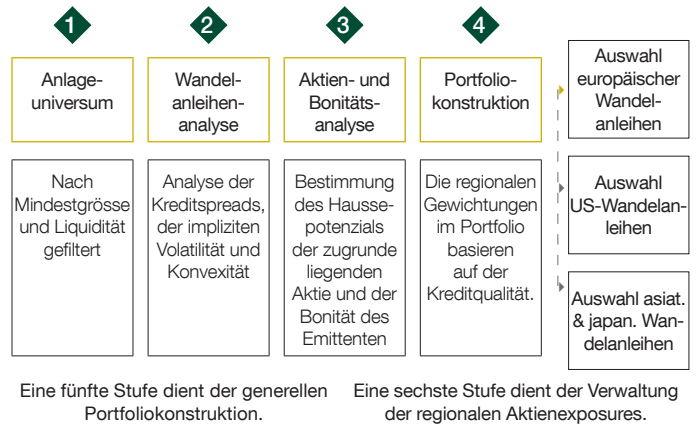 1
Anlage-
universum
Nach
Mindestgrösse
und Liquidität
gefiltert
2
Wandel-
anleihen-
analyse
Analyse der
Kreditspreads,
der impliziten
Volatilität und
Konvexität
3
Aktien- und
Bonitäts-
analyse
Bestimmung
des Hausse-
potenzials
der zugrunde
liegenden
Aktie und der
Bonität des
Emittenten
4
Portfolio-
konstruktion
Die regionalen
Gewichtungen
im Portfolio
basieren
auf der
Kreditqualität.
Auswahl
europäischer
Wandel-
anleihen
Auswahl
US-Wandelan-
leihen
Auswahl asiat.
& japan. Wan-
delanleihen
Eine fünfte Stufe dient der generellen
Portfoliokonstruktion.
Eine sechste Stufe dient der Verwaltung
der regionalen Aktienexposures.